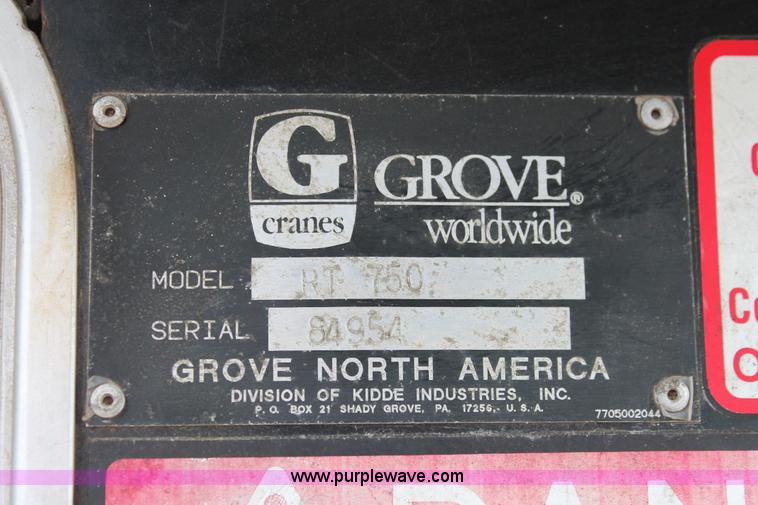 G
cranes
GROVE®
worldwide
MODEL RT 760
SERIAL 84954
GROVE NORTH AMERICA
DIVISION OF KIDDE INDUSTRIES, INC.
P.O. BOX 21 SHADY GROVE, PA. 17256, U.S.A.
7705002044
www.purplewave.com